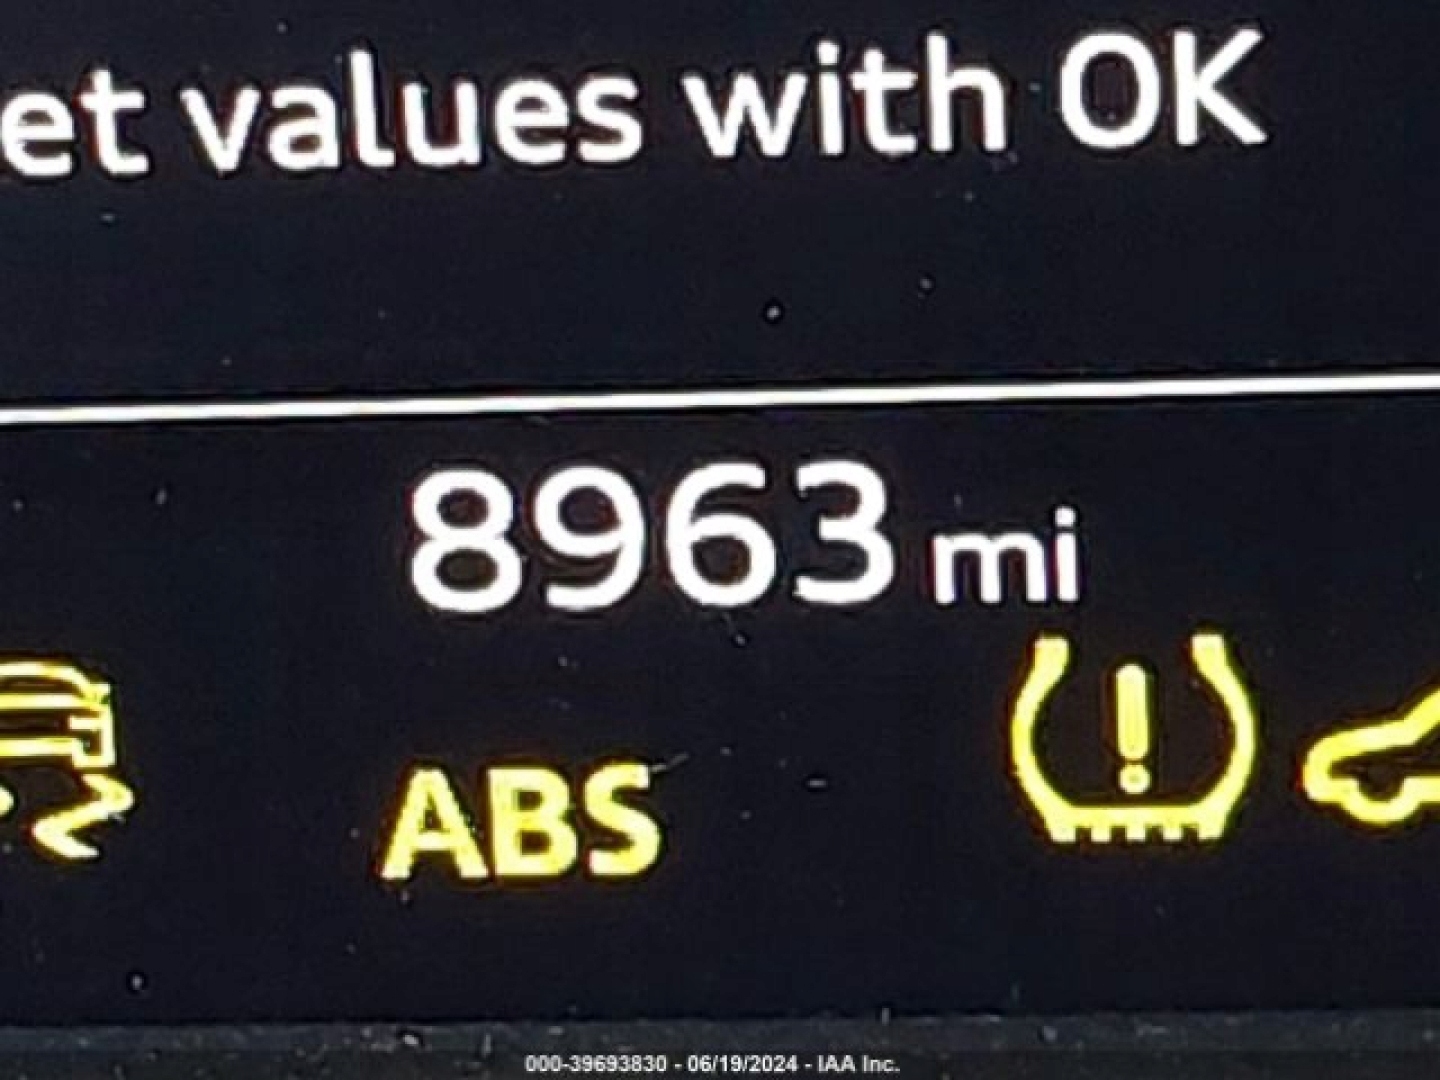 et values with OK
8963 mi
ABS
000-39693830 - 06/19/2024 - IAA Inc.